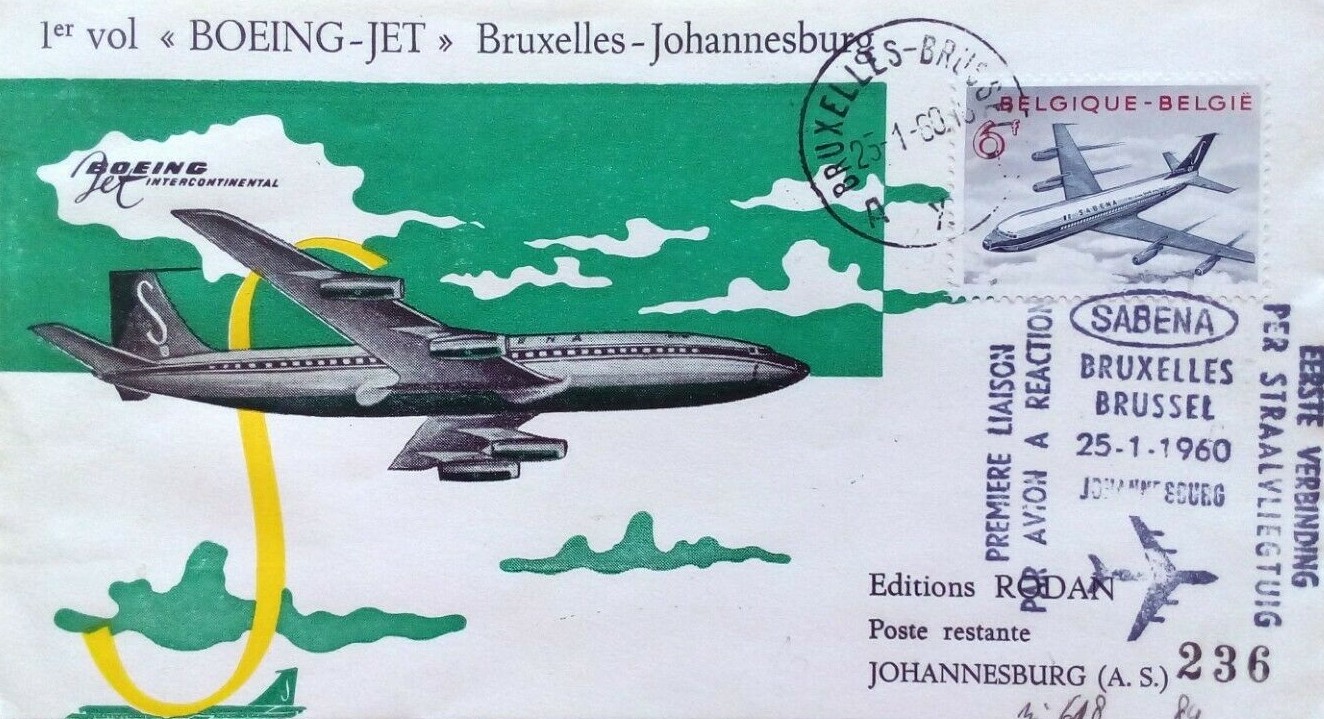 1er vol « BOEING-JET » Bruxelles-Johannesburg
BOEING
Jet INTERCONTINENTAL
S
ENA
BRUXELLES-BRUSSEL
25-1-60
A
X
BELGIQUE-BELGIË
6F
SABENA
SABENA
BRUXELLES
BRUSSEL
25-1-1960
JOHANNESBURG
PREMIERE LIAISON
PAR AVION A REACTION
EERSTE VERBINDING
PER STRAALVLIEGTUIG
Editions RODAN
Poste restante
JOHANNESBURG (A. S.)
236